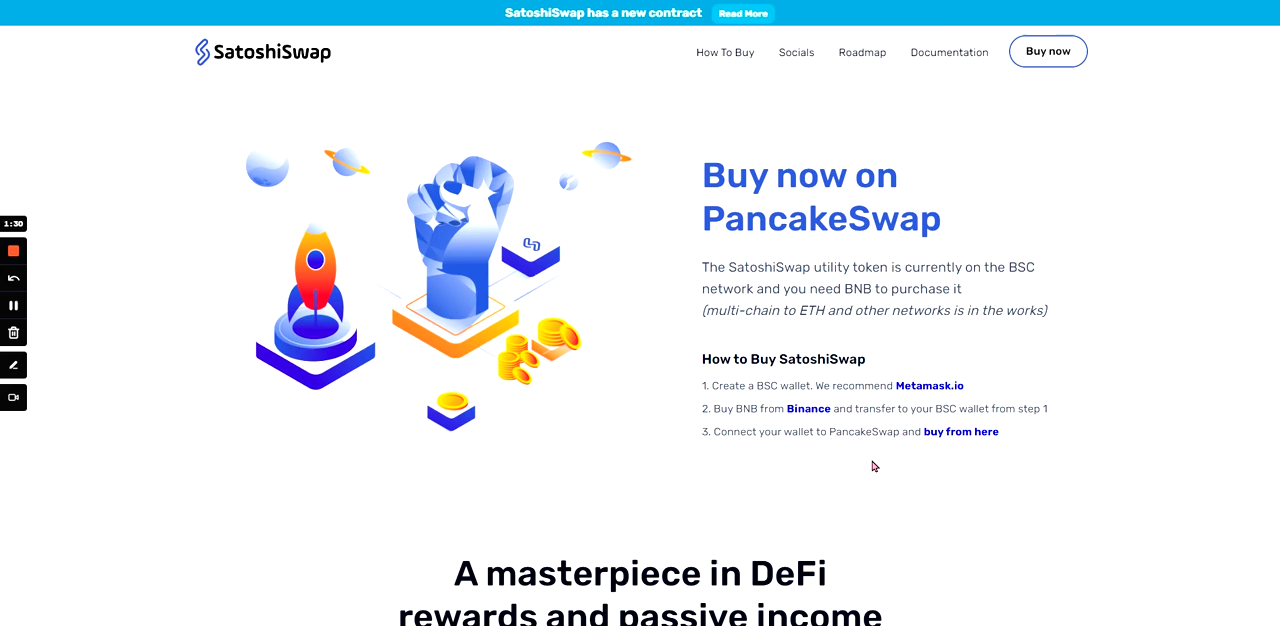 SatoshiSwap has a new contract Read More
SatoshiSwap How To Buy Socials Roadmap Documentation Buy now
Buy now on
PancakeSwap
The SatoshiSwap utility token is currently on the BSC
network and you need BNB to purchase it
(multi-chain to ETH and other networks is in the works)
1:30
How to Buy SatoshiSwap
1. Create a BSC wallet. We recommend Metamask.io
2. Buy BNB from Binance and transfer to your BSC wallet from step 1
3. Connect your wallet to PancakeSwap and buy from here
A masterpiece in DeFi
rewards and passive income